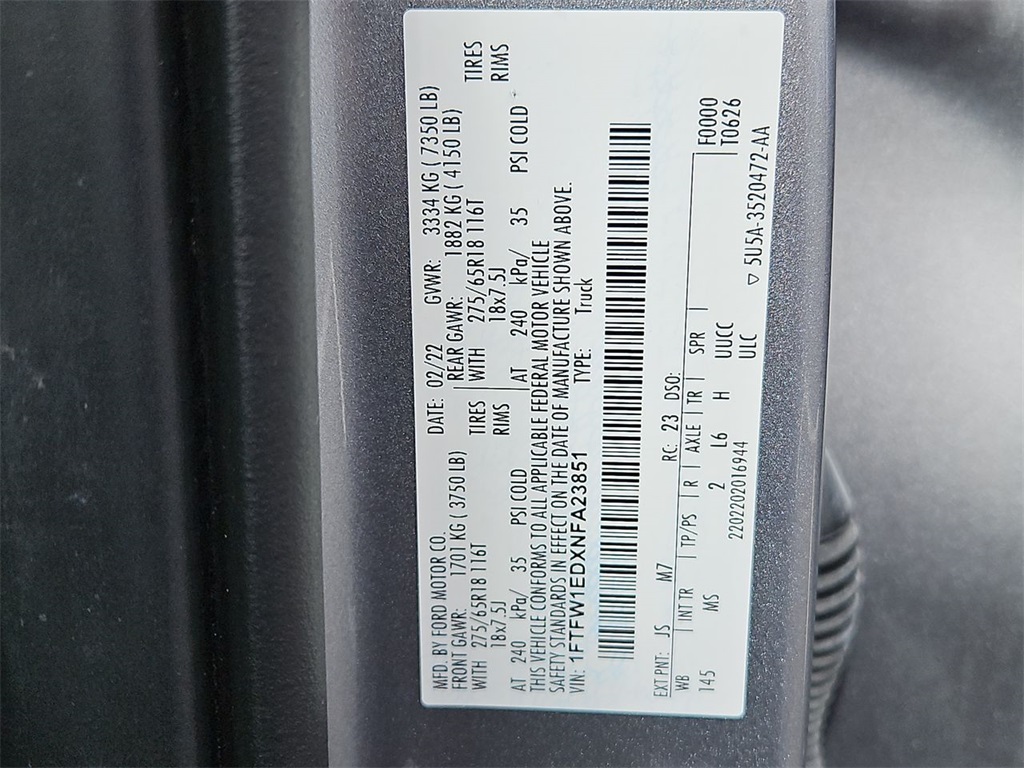 MFD. BY FORD MOTOR CO. DATE: 02/22 GVWR: 3334 KG ( 7350 LB)
FRONT GAWR: 1701 KG ( 3750 LB) REAR GAWR: 1882 KG ( 4150 LB)
WITH 275/65R18 116T TIRES WITH 275/65R18 116T TIRES
18x7.5J RIMS 18x7.5J RIMS
AT 240 kPa/ 35 PSI COLD AT 240 kPa/ 35 PSI COLD
THIS VEHICLE CONFORMS TO ALL APPLICABLE FEDERAL MOTOR VEHICLE
SAFETY STANDARDS IN EFFECT ON THE DATE OF MANUFACTURE SHOWN ABOVE.
VIN: 1FTFW1EDXNFA23851 TYPE: Truck
EXT PNT: JS M7 RC: 23 DSO: F0000
WB INT TR TP/PS R AXLE TR SPR T0626
145 MS 2 L6 H UUCC
2202202016944 ULC ▽ 5U5A-3520472-AA